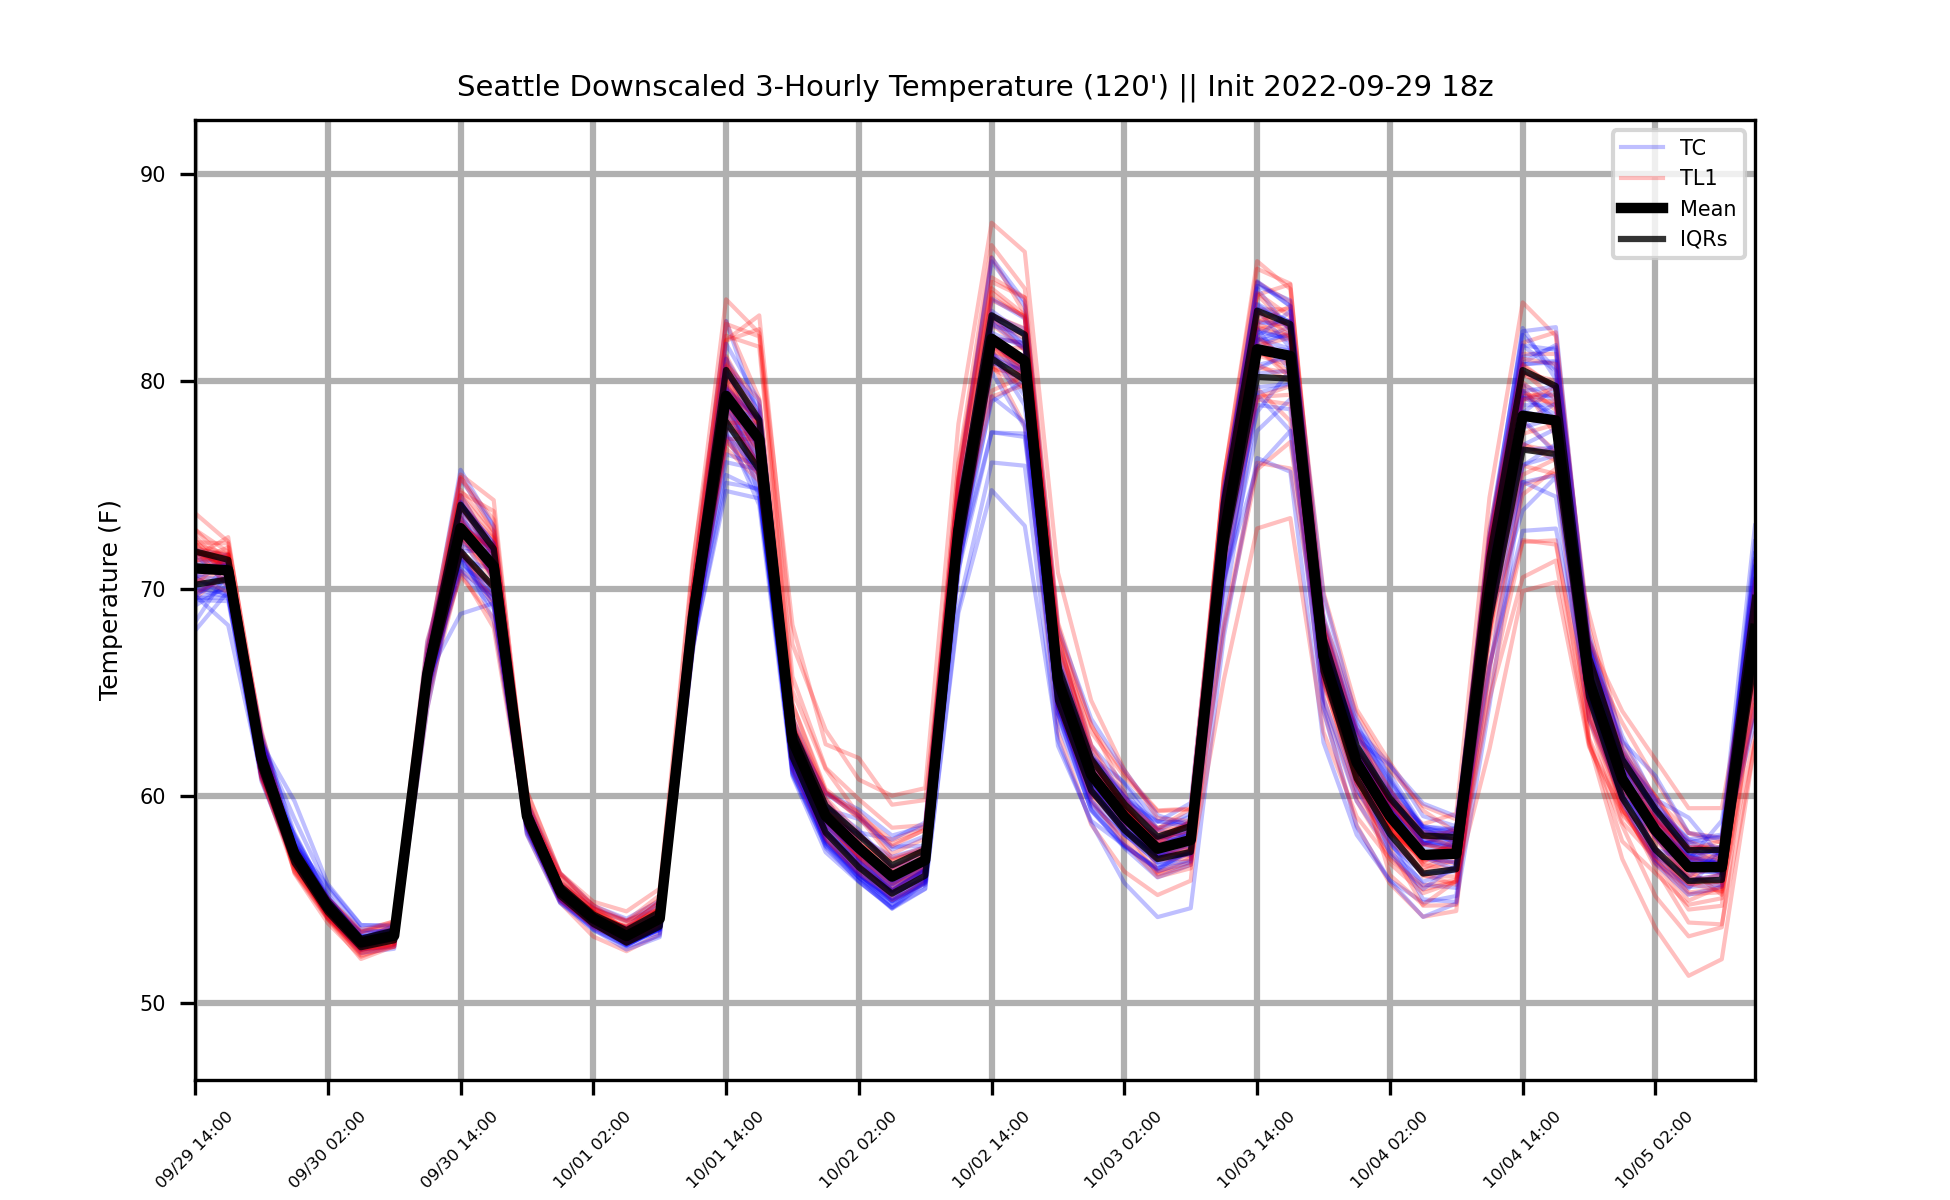 Seattle Downscaled 3-Hourly Temperature (120') || Init 2022-09-29 18z
TC
TL1
Mean
IQRs
Temperature (F)
90
80
70
60
50
09/29 14:00
09/30 02:00
09/30 14:00
10/01 02:00
10/01 14:00
10/02 02:00
10/02 14:00
10/03 02:00
10/03 14:00
10/04 02:00
10/04 14:00
10/05 02:00